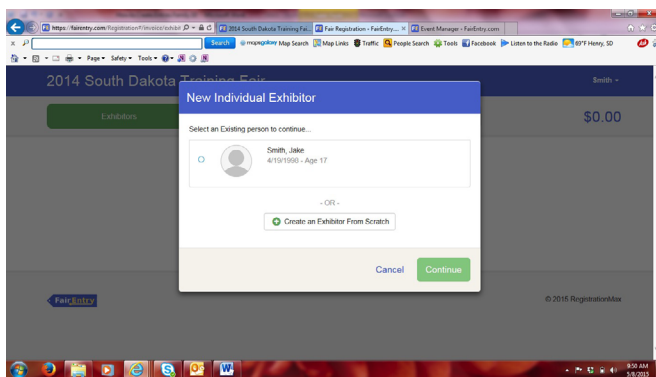 https://fairentry.com/Registration#/invoice/exhibi
2014 South Dakota Training Fai...
Fair Registration - FairEntry....
Event Manager - FairEntry.com
Search
mapsgalaxy Map Search
Map Links
Traffic
People Search
Tools
Facebook
Listen to the Radio
69°F Henry, SD
Page
Safety
Tools
2014 South Dakota Training Fair
Smith
Exhibitors
$0.00
New Individual Exhibitor
Select an Existing person to continue...
Smith, Jake
4/19/1998 - Age 17
- OR -
Create an Exhibitor From Scratch
Cancel
Continue
FairEntry
© 2015 RegistrationMax
9:50 AM
5/8/2015